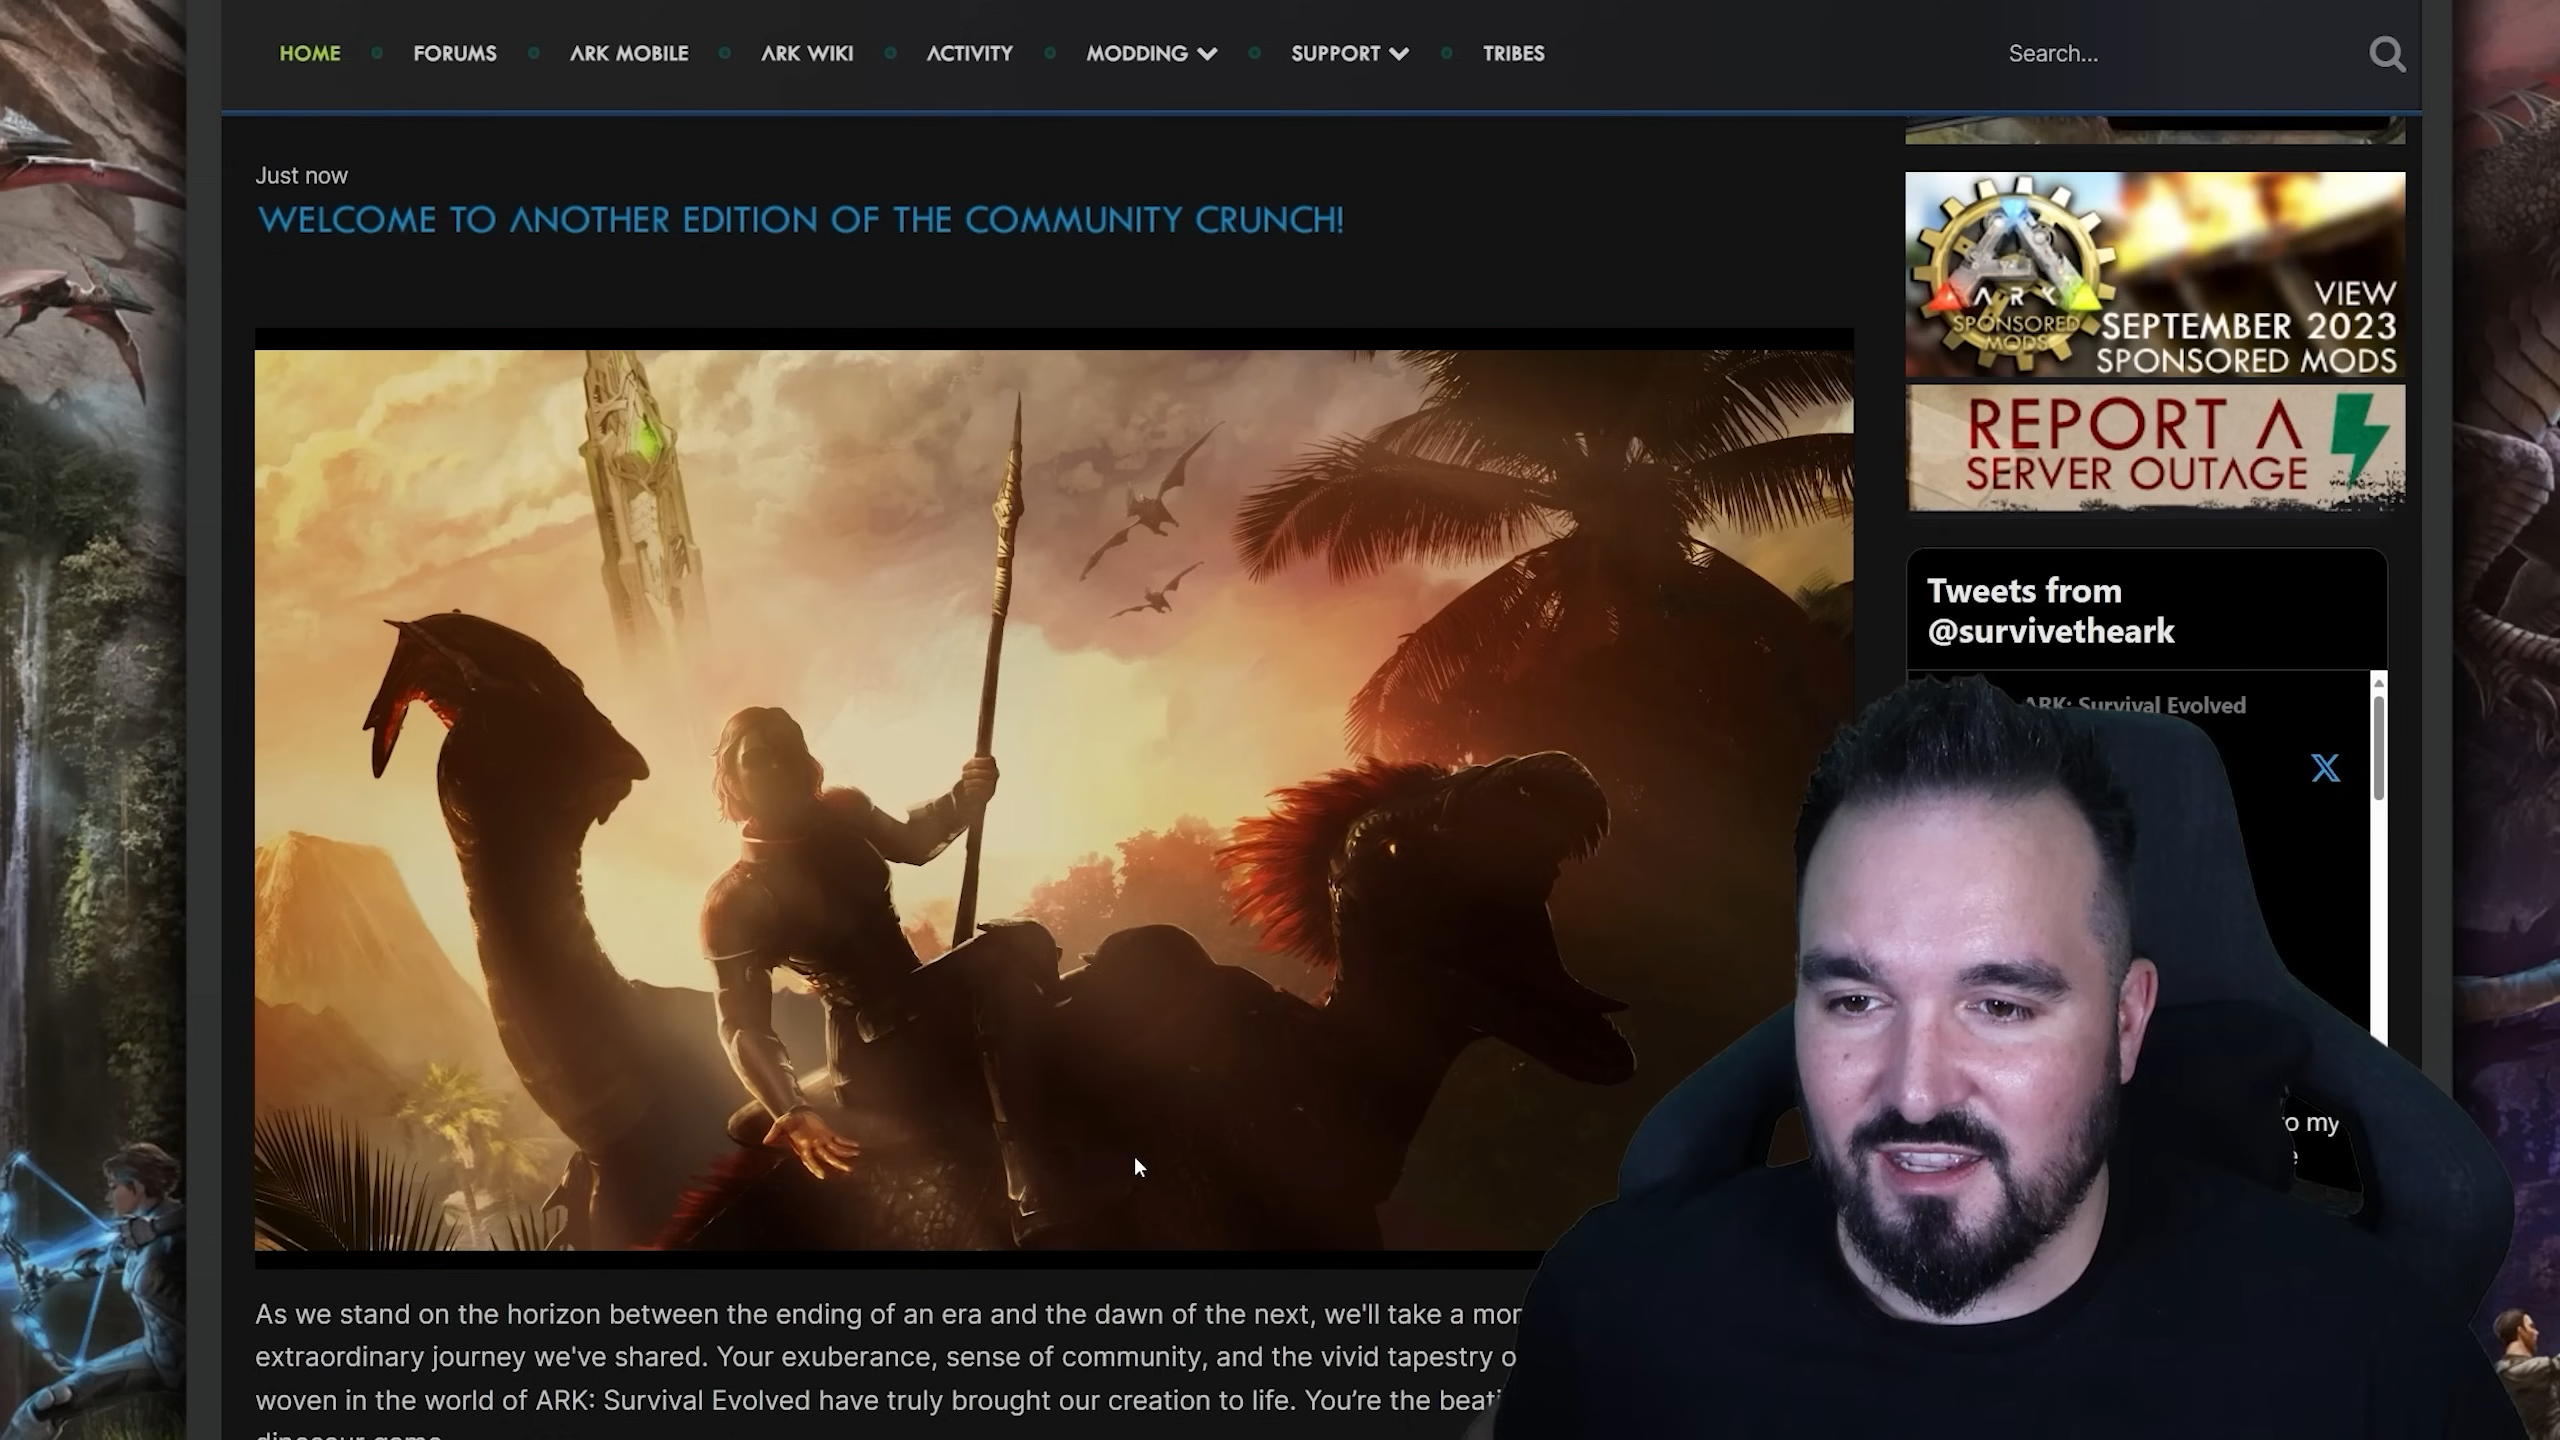 HOME FORUMS ARK MOBILE ARK WIKI ACTIVITY MODDING SUPPORT TRIBES Search...
Just now
WELCOME TO ANOTHER EDITION OF THE COMMUNITY CRUNCH!
ARK
SPONSORED
MODS
VIEW
SEPTEMBER 2023
SPONSORED MODS
REPORT A
SERVER OUTAGE
Tweets from
@survivetheark
ARK: Survival Evolved
o my
As we stand on the horizon between the ending of an era and the dawn of the next, we'll take a
extraordinary journey we've shared. Your exuberance, sense of community, and the vivid tapestry
woven in the world of ARK: Survival Evolved have truly brought our creation to life. You’re the